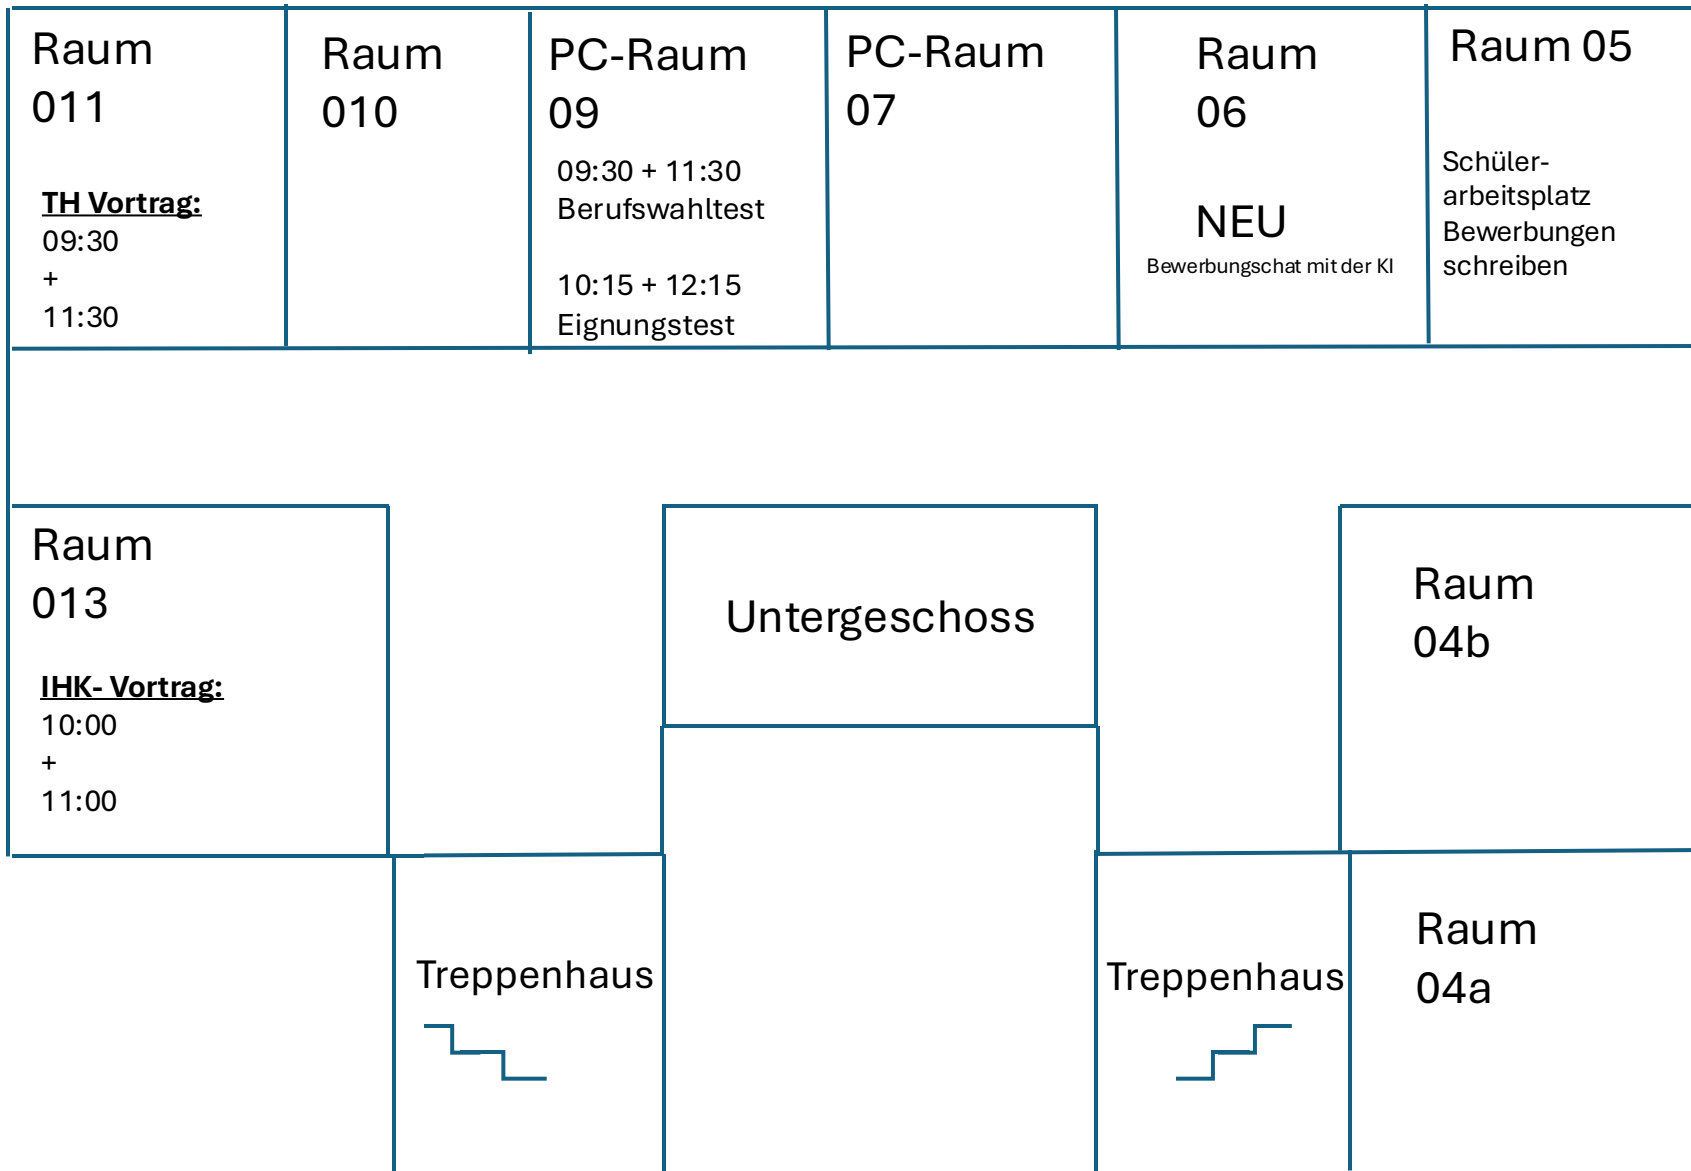 Raum
011
TH Vortrag:
09:30
+
11:30
Raum
010
PC-Raum
09
09:30 + 11:30
Berufswahltest
10:15 + 12:15
Eignungstest
PC-Raum
07
Raum
06
NEU
Bewerbungschat mit der KI
Raum 05
Schüler-
arbeitsplatz
Bewerbungen
schreiben
Raum
013
IHK- Vortrag:
10:00
+
11:00
Untergeschoss
Raum
04b
Treppenhaus
Treppenhaus
Raum
04a